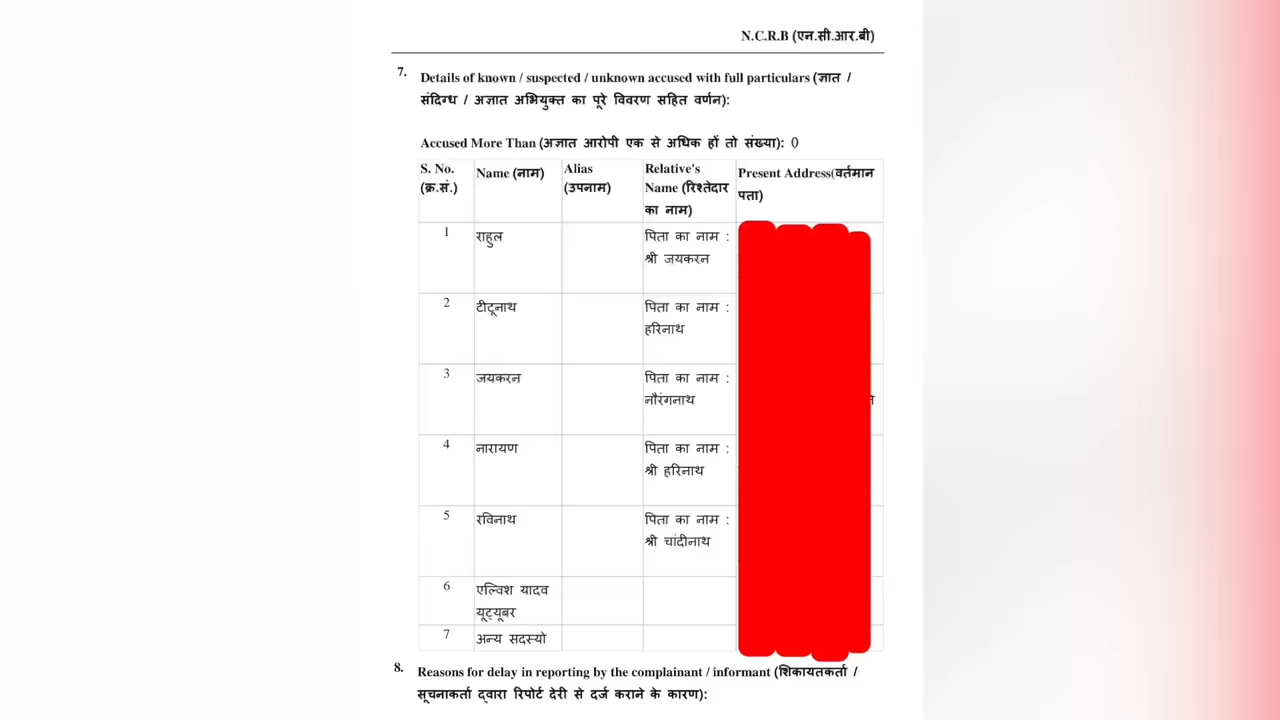 N.C.R.B (एन.सी.आर.बी)
7. Details of known / suspected / unknown accused with full particulars (ज्ञात /
संदिग्ध / अज्ञात अभियुक्त का पूरे विवरण सहित वर्णन):
Accused More Than (अज्ञात आरोपी एक से अधिक हों तो संख्या): 0
S. No. (क्र.सं.) Name (नाम) Alias (उपनाम) Relative's Name (रिश्तेदार का नाम) Present Address(वर्तमान पता)
1 राहुल पिता का नाम :
श्री जयकरन
2 टीटूनाथ पिता का नाम :
हरिनाथ
3 जयकरन पिता का नाम :
नौरंगनाथ
4 नारायण पिता का नाम :
श्री हरिनाथ
5 रविनाथ पिता का नाम :
श्री चांदीनाथ
6 एल्विश यादव
यूट्यूबर
7 अन्य सदस्यो
8. Reasons for delay in reporting by the complainant / informant (शिकायतकर्ता /
सूचनाकर्ता द्वारा रिपोर्ट देरी से दर्ज कराने के कारण):